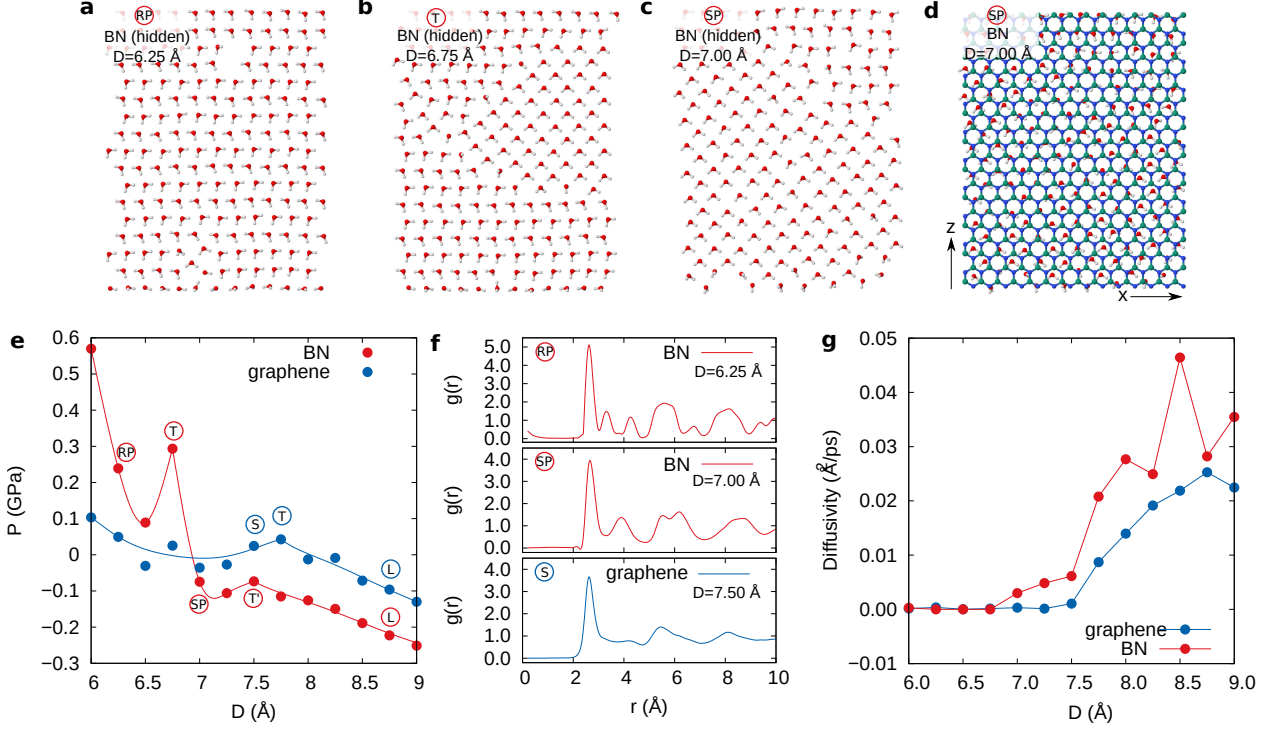 a
RP
BN (hidden)
D=6.25 Å
b
T
BN (hidden)
D=6.75 Å
c
SP
BN (hidden)
D=7.00 Å
d
SP
BN
D=7.00 Å
z
x
e
P (GPa)
0.6
0.5
0.4
0.3
0.2
0.1
0
−0.1
−0.2
−0.3
BN
graphene
RP
T
S
T
L
SP
T'
L
6
6.5
7
7.5
8
8.5
9
D (Å)
f
RP
BN
D=6.25 Å
g(r)
5.0
4.0
3.0
2.0
1.0
0.0
SP
BN
D=7.00 Å
g(r)
4.0
3.0
2.0
1.0
0.0
S
graphene
D=7.50 Å
g(r)
4.0
3.0
2.0
1.0
0.0
0
2
4
6
8
10
r (Å)
g
Diffusivity (Å²/ps)
0.05
0.04
0.03
0.02
0.01
0.00
−0.01
graphene
BN
6.0
6.5
7.0
7.5
8.0
8.5
9.0
D (Å)